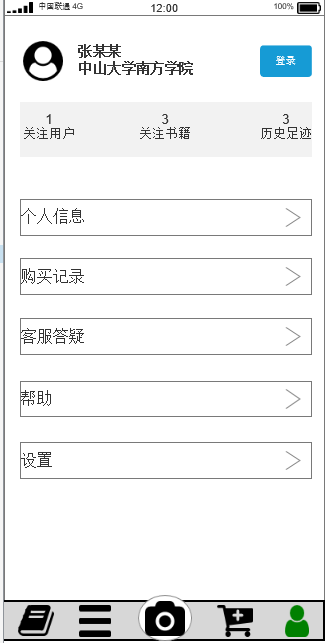 中国联通 4G 12:00 100%
张某某
中山大学南方学院
登录
1 3 3
关注用户 关注书籍 历史足迹
个人信息
购买记录
客服答疑
帮助
设置